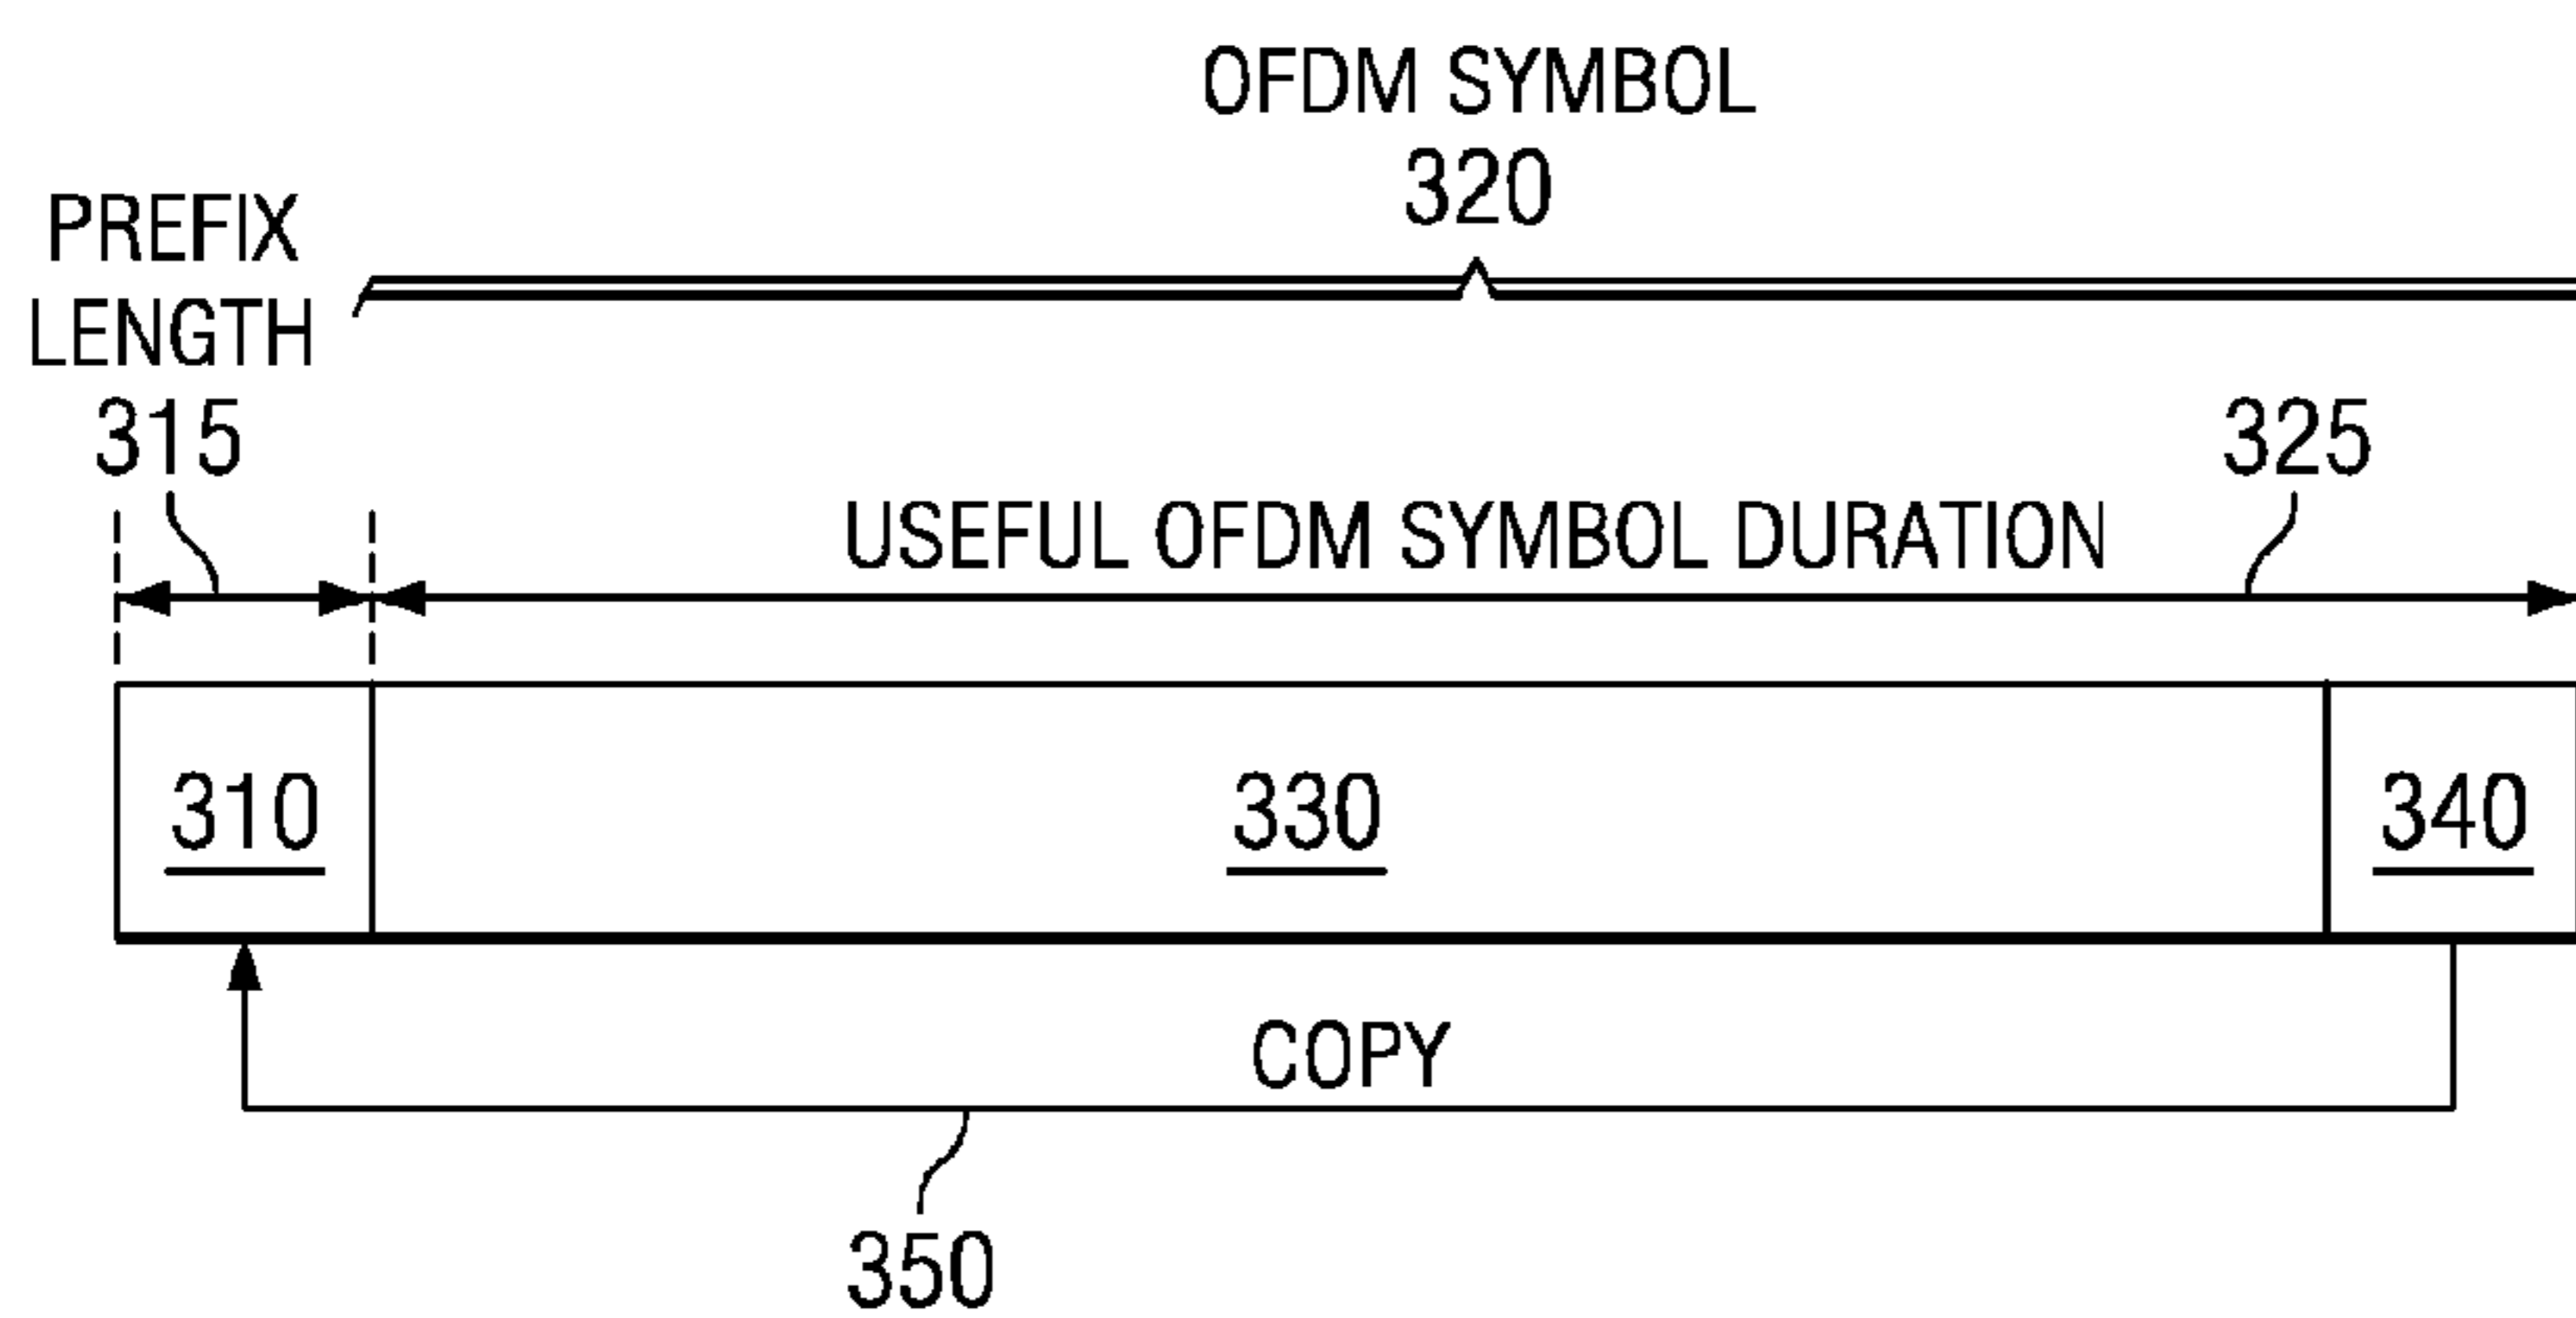 OFDM SYMBOL
320
PREFIX
LENGTH
315
325
USEFUL OFDM SYMBOL DURATION
310
330
340
COPY
350